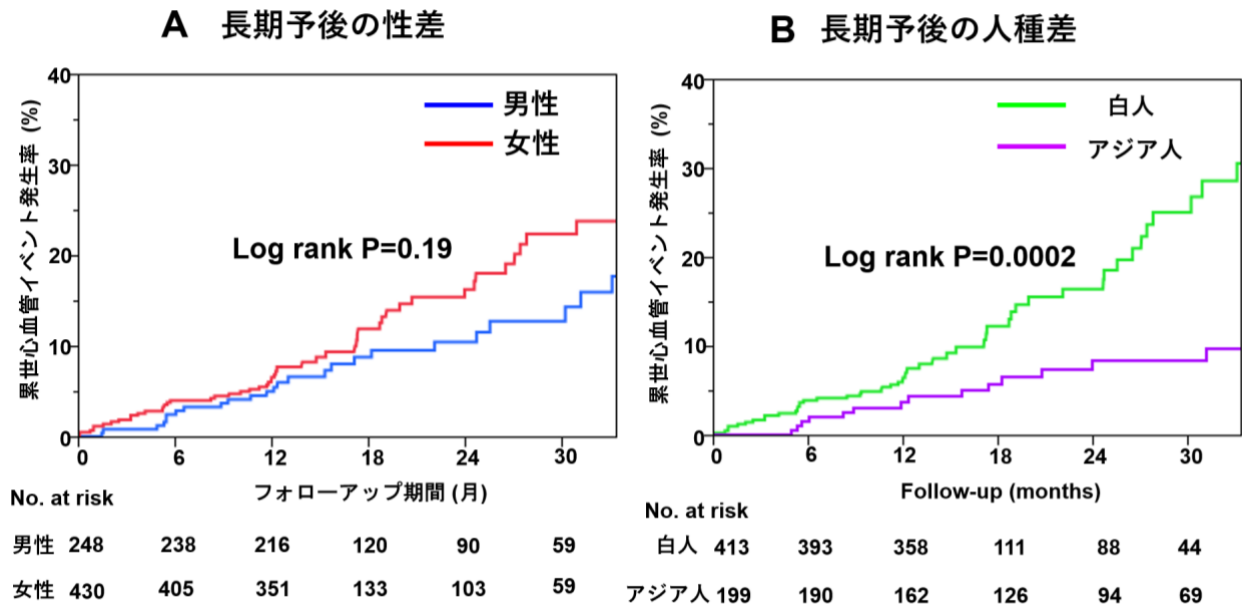 A 長期予後の性差
40
30
20
10
0
累世心血管イベント発生率 (%)
男性
女性
Log rank P=0.19
0 6 12 18 24 30
フォローアップ期間 (月)
No. at risk
男性 248 238 216 120 90 59
女性 430 405 351 133 103 59
B 長期予後の人種差
40
30
20
10
0
累世心血管イベント発生率 (%)
白人
アジア人
Log rank P=0.0002
0 6 12 18 24 30
Follow-up (months)
No. at risk
白人 413 393 358 111 88 44
アジア人 199 190 162 126 94 69